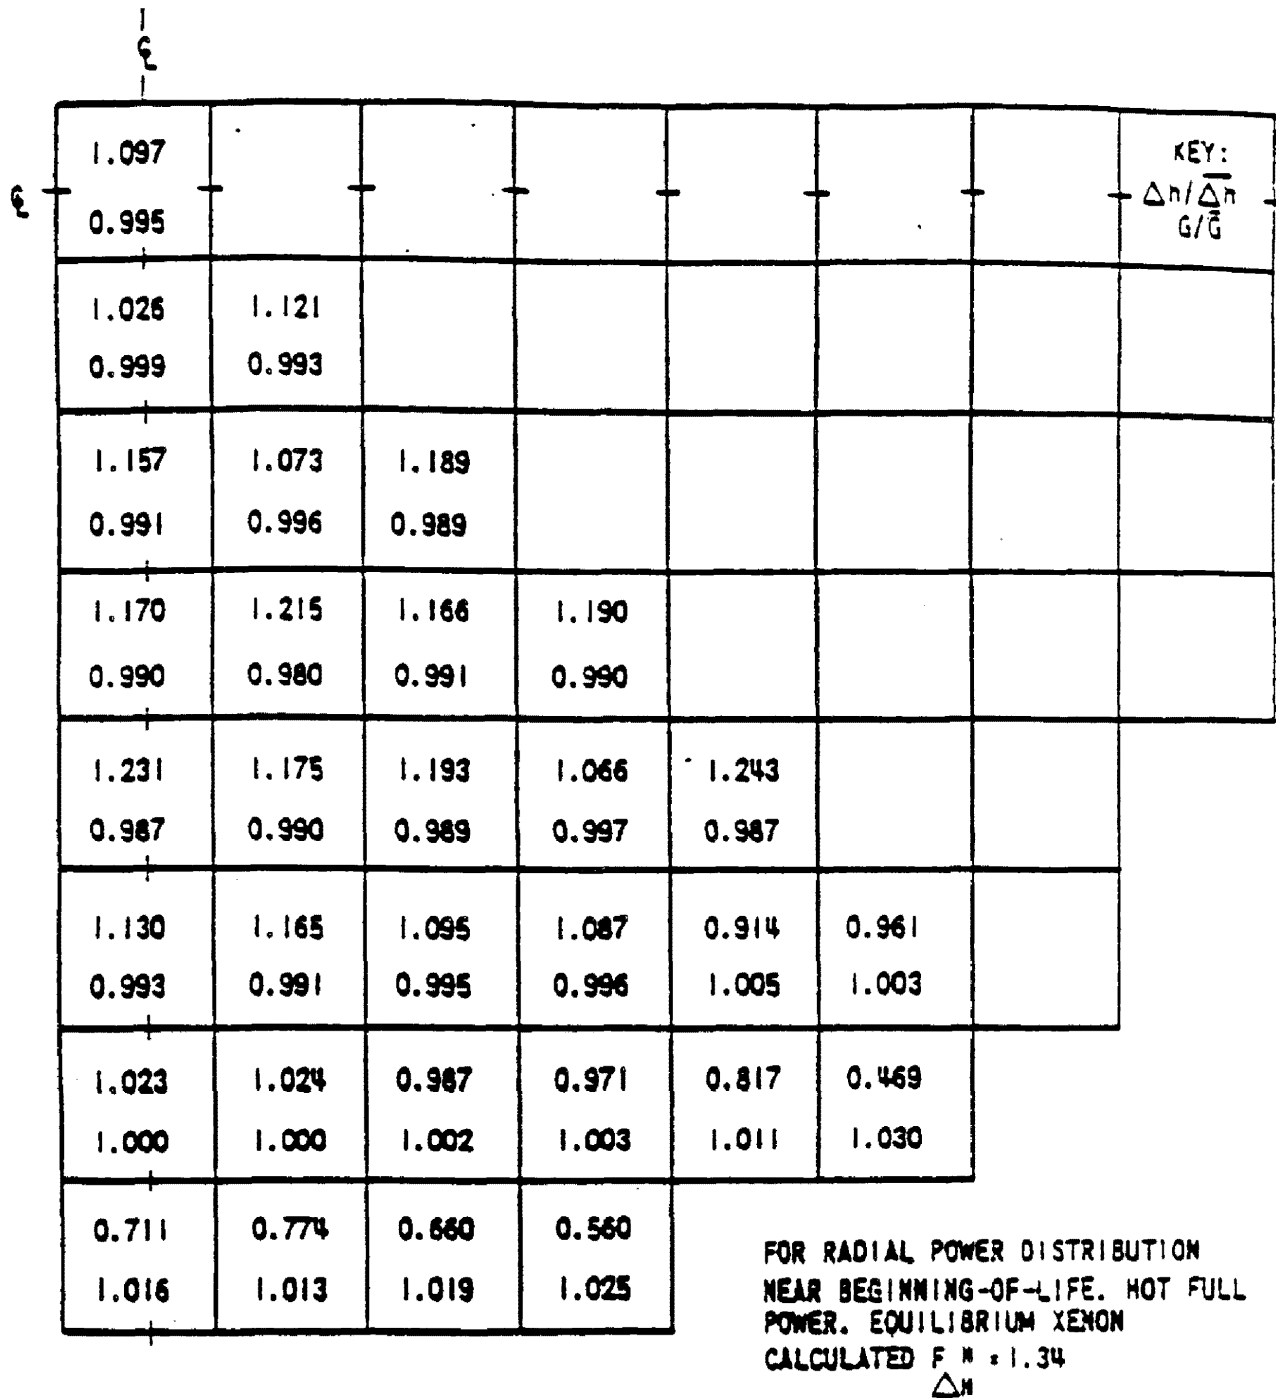 ℄
℄
1.097
0.995
KEY:
Δh/Δh̅
G/G̅
1.026 1.121
0.999 0.993
1.157 1.073 1.189
0.991 0.996 0.989
1.170 1.215 1.166 1.190
0.990 0.980 0.991 0.990
1.231 1.175 1.193 1.066 1.243
0.987 0.990 0.989 0.997 0.987
1.130 1.165 1.095 1.087 0.914 0.961
0.993 0.991 0.995 0.996 1.005 1.003
1.023 1.024 0.987 0.971 0.817 0.469
1.000 1.000 1.002 1.003 1.011 1.030
0.711 0.774 0.660 0.560
1.016 1.013 1.019 1.025
FOR RADIAL POWER DISTRIBUTION
NEAR BEGINNING-OF-LIFE. HOT FULL
POWER. EQUILIBRIUM XENON
CALCULATED F N = 1.34
ΔH